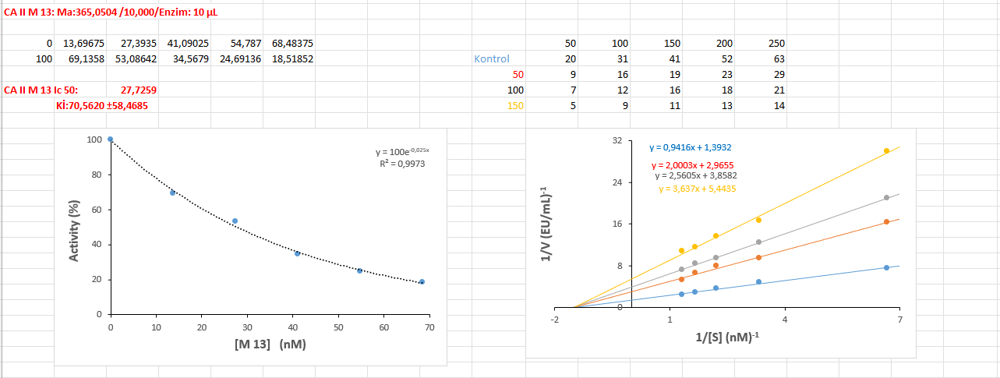 CA II M 13: Ma:365,0504 /10,000/Enzim: 10 µL
0 13,69675 27,3935 41,09025 54,787 68,48375
100 69,1358 53,08642 34,5679 24,69136 18,51852
CA II M 13 Ic 50: 27,7259
Kİ:70,5620 ±58,4685
50 100 150 200 250
Kontrol 20 31 41 52 63
50 9 16 19 23 29
100 7 12 16 18 21
150 5 9 11 13 14
y = 100e-0,025x
R² = 0,9973
100
80
60
40
20
0
0 10 20 30 40 50 60 70
Activity (%)
[M 13] (nM)
y = 0,9416x + 1,3932
y = 2,0003x + 2,9655
y = 2,5605x + 3,8582
y = 3,637x + 5,4435
32
24
16
8
0
-2 1 4 7
1/V (EU/mL)-1
1/[S] (nM)-1